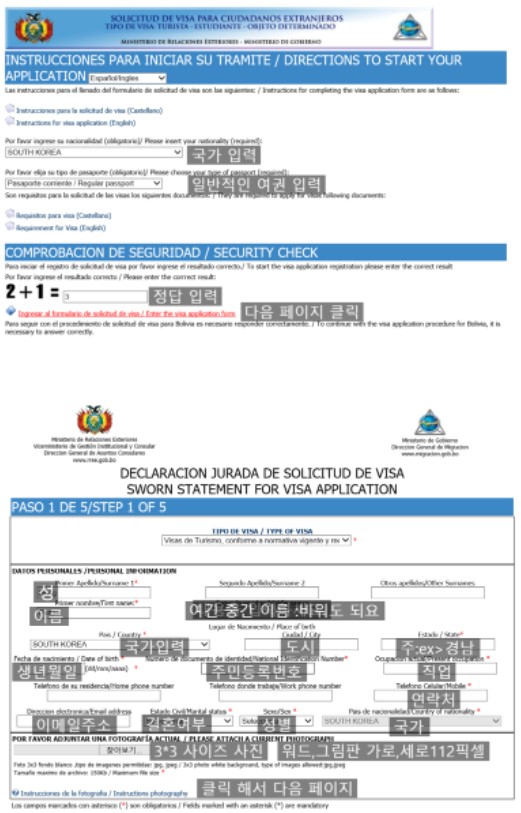 SOLICITUD DE VISA PARA CIUDADANOS EXTRANJEROS
TIPO DE VISA: TURISTA - ESTUDIANTE - OBJETO DETERMINADO
MINISTERIO DE RELACIONES EXTERIORES - MINISTERIO DE GOBIERNO
INSTRUCCIONES PARA INICIAR SU TRAMITE / DIRECTIONS TO START YOUR
APPLICATION Español/Ingles
Las instrucciones para el llenado del formulario de solicitud de visa son las siguientes: / Instructions for completing the visa application form are as follows:
Instrucciones para la solicitud de visa (Castellano)
Instructions for visa application (English)
Por favor ingrese su nacionalidad (obligatorio)/ Please insert your nationality (required):
SOUTH KOREA 국가 입력
Por favor elija su tipo de pasaporte (obligatorio)/ Please choose your type of passport (required):
Pasaporte corriente / Regular passport 일반적인 여권 입력
Son requisitos para la solicitud de las visas los siguientes documentos: / They are required to apply for visas following documents:
Requisitos para visa (Castellano)
Requirement for Visa (English)
COMPROBACION DE SEGURIDAD / SECURITY CHECK
Para iniciar el registro de solicitud de visa por favor ingrese el resultado correcto./ To start the visa application registration please enter the correct result
Por favor ingrese el resultado correcto / Please enter the correct result:
2+1= 3 정답 입력
Ingresar al formulario de solicitud de visa / Enter the visa application form 다음 페이지 클릭
Para seguir con el procedimiento de solicitud de visa para Bolivia es necesario responder correctamente. / To continue with the visa application procedure for Bolivia, it is
necessary to answer correctly.
Ministerio de Relaciones Exteriores
Viceministerio de Gestión Institucional y Consular
Direccion General de Asuntos Consulares
www.rree.gob.bo
Ministerio de Gobierno
Direccion General de Migracion
www.migracion.gob.bo
DECLARACION JURADA DE SOLICITUD DE VISA
SWORN STATEMENT FOR VISA APPLICATION
PASO 1 DE 5/STEP 1 OF 5
TIPO DE VISA / TYPE OF VISA
Visas de Turismo, conforme a normativa vigente y re *
DATOS PERSONALES /PERSONAL INFORMATION
Primer Apellido/Surname 1* Segundo Apellido/Surname 2 Otros apellidos/Other Surnames
성
Primer nombre/First name:*
이름 여긴 중간 이름 :비워도 되요
Lugar de Nacimiento / Place of birth
Pais / Country * Ciudad / City Estado / State*
SOUTH KOREA 국가입력 도시 주:ex> 경남
Fecha de nacimiento / Date of birth * Numero de documentos de identidad/National Identification Number* Ocupacion actual/Present occupation *
생년월일 (dd/mm/aaaa) * 주민등록번호 직업
Telefono de su residencia/Home phone number Telefono donde trabaja/Work phone number Telefono Celular/Mobile *
연락처
Direccion electronica/Email address Estado Civil/Marital status * Sexo/Sex * Pais de nacionalidad/Country of nationality *
이메일주소 결혼여부 성별 SOUTH KOREA 국가
POR FAVOR ADJUNTAR UNA FOTOGRAFÍA ACTUAL / PLEASE ATTACH A CURRENT PHOTOGRAPH
찾아보기 3*3 사이즈 사진 워드,그림판 가로,세로112픽셀
Foto 3x3 fondo blanco ,tipo de imagenes permitidas: jpg, jpeg / 3x3 photo white background, type of images allowed:jpg,jpeg
Tamaño maximo de archivo: 150Kb / Maximum file size *
Instrucciones de la fotografia / Instructions photography 클릭 해서 다음 페이지
Los campos marcados con asterisco (*) son obligatorios / Fields marked with an asterisk (*) are mandatory